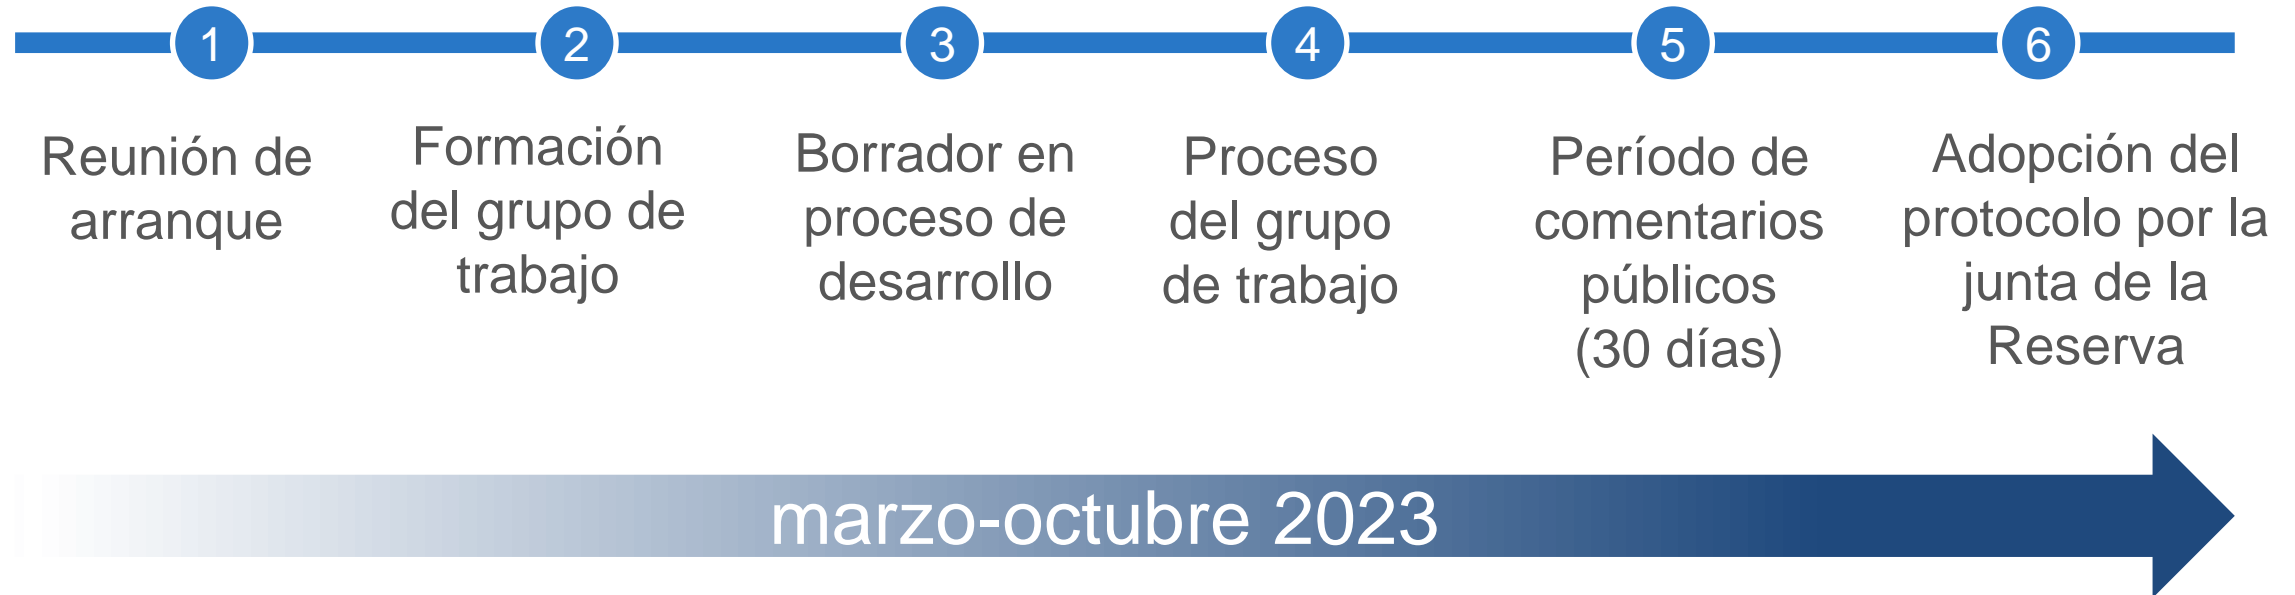 1
2
3
4
5
6
Reunión de
arranque
Formación
del grupo de
trabajo
Borrador en
proceso de
desarrollo
Proceso
del grupo
de trabajo
Período de
comentarios
públicos
(30 días)
Adopción del
protocolo por la
junta de la
Reserva
marzo-octubre 2023